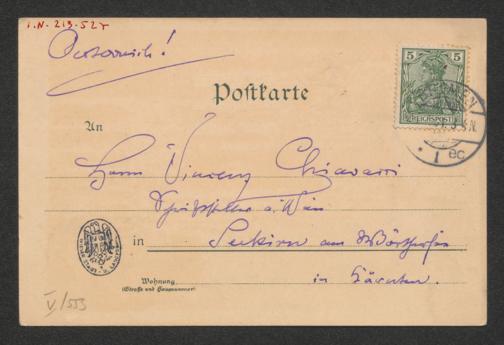 I.N. 213.527
Oesterreich!
5 5
REICHSPOST
Postkarte
An
Herrn Vincenz Chiavacci
Schriftsteller a. Wien
in Seekirn am Wörthersee
in Kärnten.
Wohnung
(Straße und Hausnummer)
V/553